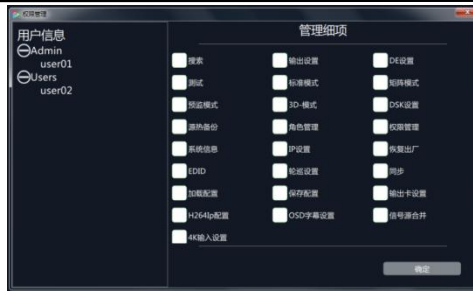 权限管理
用户信息
Admin
user01
Users
user02
管理细项
搜索 输出设置 DE设置
测试 标准模式 矩阵模式
预监模式 3D-模式 DSK设置
源热备份 角色管理 权限管理
系统信息 IP设置 恢复出厂
EDID 轮巡设置 同步
加载配置 保存配置 输出卡设置
H264Ip配置 OSD字幕设置 信号源合并
4K输入设置
确定